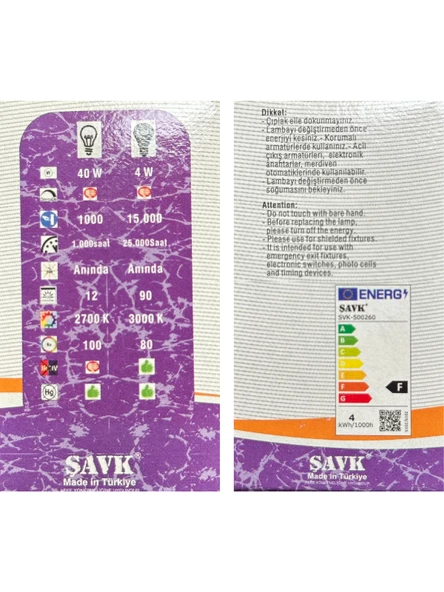 40 W 4 W
1000 15.000
1.000Saat 25.000Saat
Anında Anında
12 90
2700 K 3000 K
100 80
Hg
SAVK
Made in Türkiye
Dikkat:
- Çıplak elle dokunmayınız.
- Lambayı değiştirmeden önce
enerjiyi kesiniz. - Korumalı
armatürlerde kullanınız.- Acil
çıkış armatürleri, elektronik
anahtarlar, merdiven
otomatiklerinde kullanılabilir.
- Lambayı değiştirmeden önce
soğumasını bekleyiniz.
Attention:
- Do not touch with bare hand.
- Before replacing the lamp,
please turn off the energy.
- Please use for shielded fixtures.
- It is intended for use with
emergency exit fixtures,
electronic switches, photo cells
and timing devices.
ENERG
SAVK
SVK-S00260
A
B
C
D
E
F
G
F
4
kWh/1000h
SAVK
Made in Türkiye